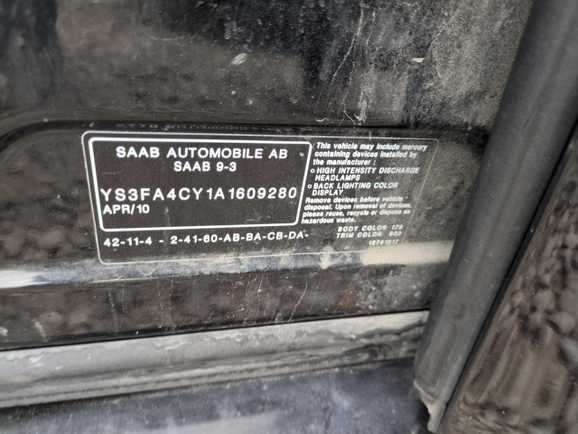 SAAB AUTOMOBILE AB
SAAB 9-3
YS3FA4CY1A1609280
APR/10
42-11-4 - 2-41-60-AB-BA-CB-DA-
This vehicle may include mercury
containing devices installed by
the manufacturer:
○ HIGH INTENSITY DISCHARGE
HEADLAMPS
○ BACK LIGHTING COLOR
DISPLAY
Remove devices before vehicle
disposal. Upon removal of devices,
please reuse, recycle or dispose as
hazardous waste.
BODY COLOR 170
TRIM COLOR